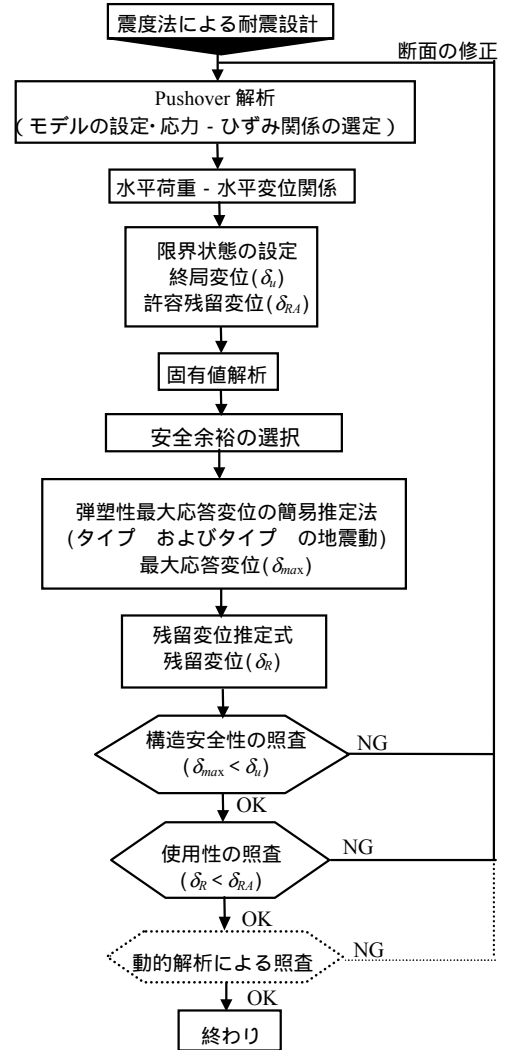 震度法による耐震設計
断面の修正
Pushover 解析
(モデルの設定・応力 - ひずみ関係の選定)
水平荷重 - 水平変位関係
限界状態の設定
終局変位(δu)
許容残留変位(δRA)
固有値解析
安全余裕の選択
弾塑性最大応答変位の簡易推定法
(タイプ　およびタイプ　の地震動)
最大応答変位(δmax)
残留変位推定式
残留変位(δR)
構造安全性の照査
(δmax < δu)
NG
OK
使用性の照査
(δR < δRA)
NG
OK
動的解析による照査
NG
OK
終わり